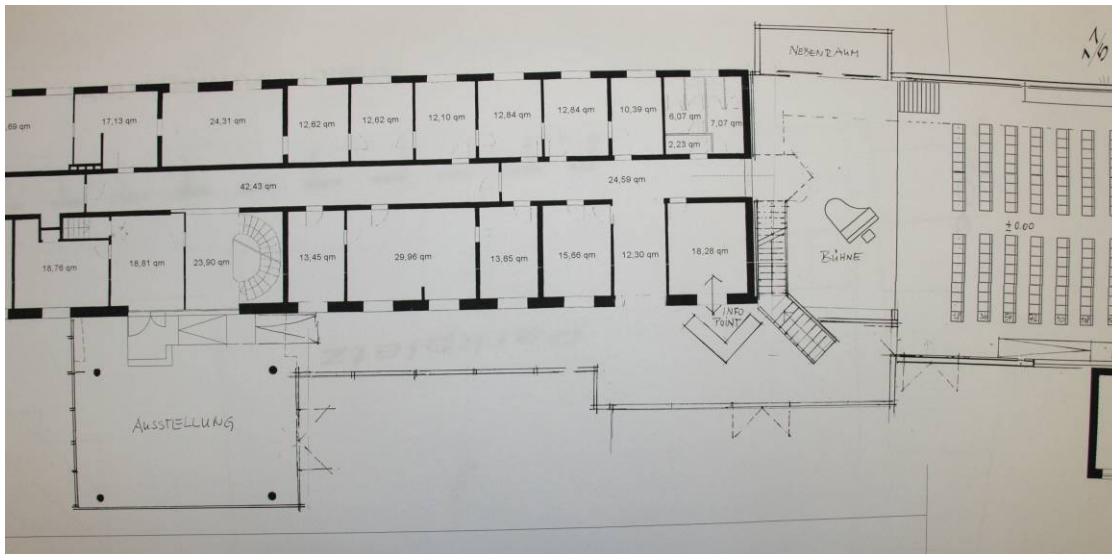 NEBENRAUM
,69 qm
17,13 qm
24,31 qm
12,62 qm
12,62 qm
12,10 qm
12,84 qm
12,84 qm
10,39 qm
6,07 qm
7,07 qm
2,23 qm
42,43 qm
24,59 qm
± 0.00
18,76 qm
18,81 qm
23,90 qm
13,45 qm
29,96 qm
13,65 qm
15,66 qm
12,30 qm
18,28 qm
BÜHNE
INFO
POINT
AUSSTELLUNG